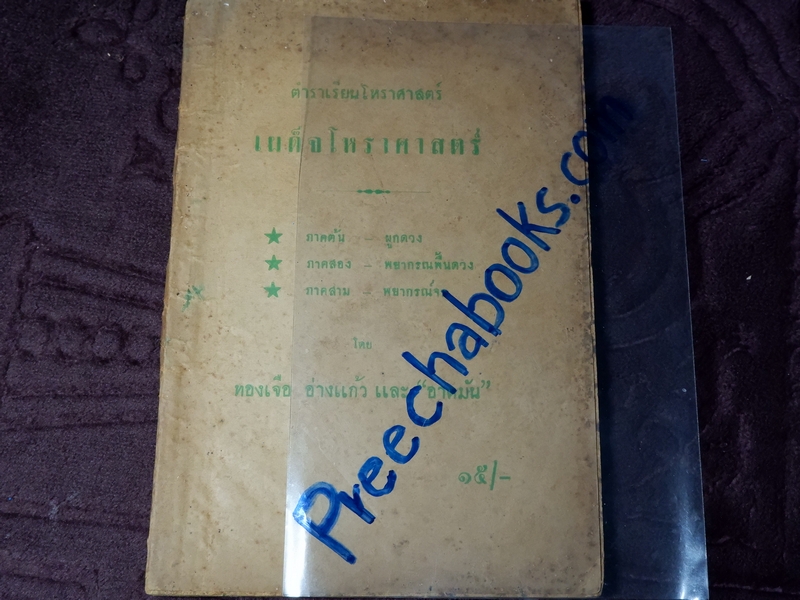 ตำราเรียนโหราศาสตร์
เผด็จโหราศาสตร์
★ ภาคต้น – ผูกดวง
★ ภาคสอง – พยากรณ์พื้นดวง
★ ภาคสาม – พยากรณ์จร
โดย
ทองเจือ อ่างแก้ว และ "อาตมัน"
๑๕/–
Preechabooks.com